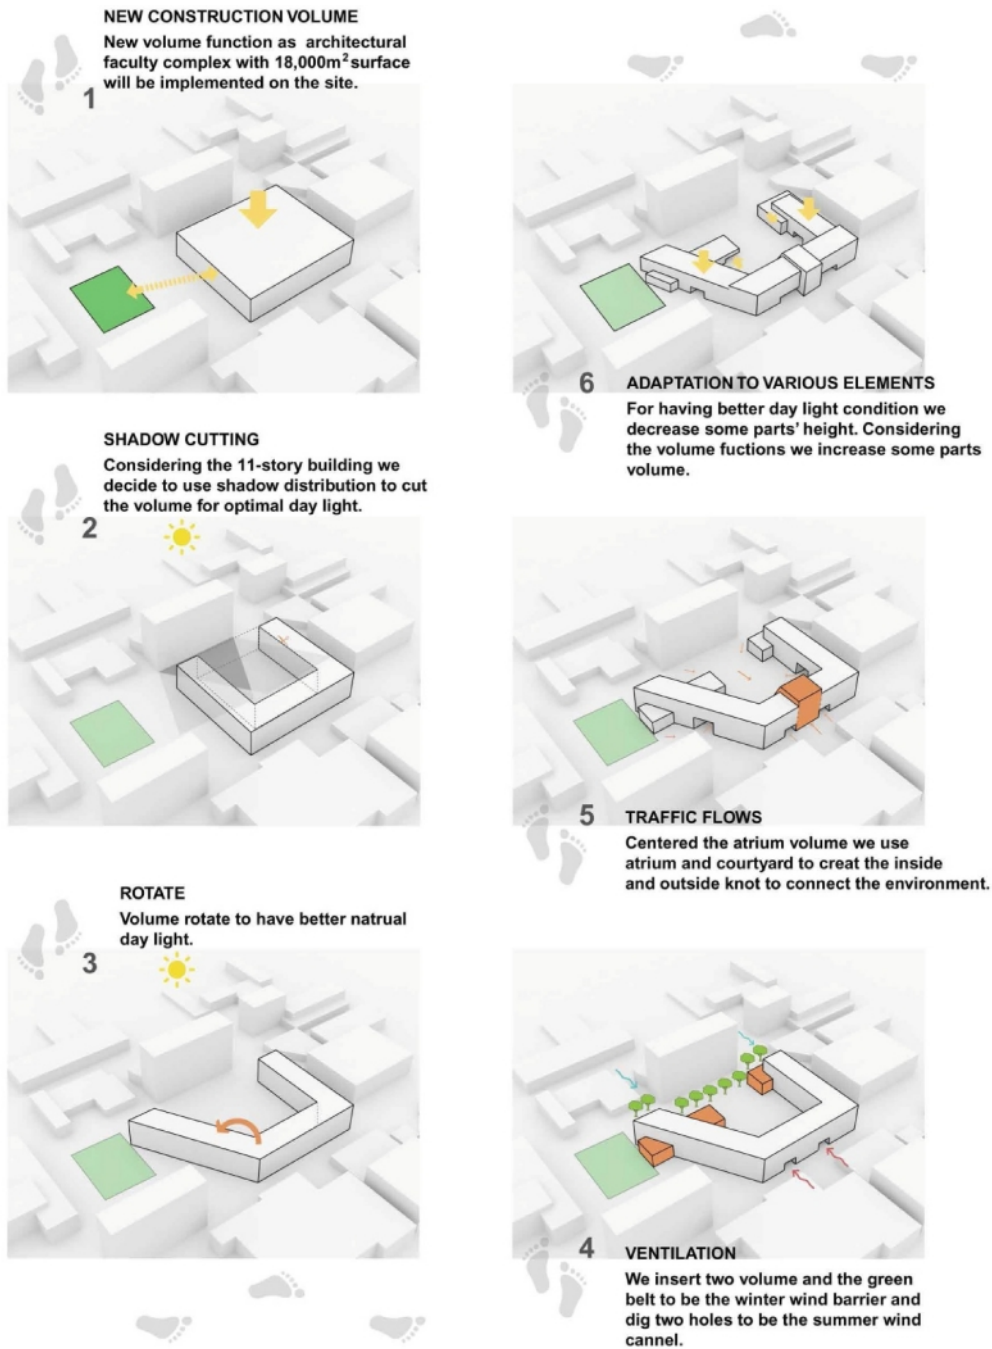 NEW CONSTRUCTION VOLUME
New volume function as architectural
faculty complex with 18,000m² surface
will be implemented on the site.
1
SHADOW CUTTING
Considering the 11-story building we
decide to use shadow distribution to cut
the volume for optimal day light.
2
ROTATE
Volume rotate to have better natrual
day light.
3
4
VENTILATION
We insert two volume and the green
belt to be the winter wind barrier and
dig two holes to be the summer wind
cannel.
5
TRAFFIC FLOWS
Centered the atrium volume we use
atrium and courtyard to creat the inside
and outside knot to connect the environment.
6
ADAPTATION TO VARIOUS ELEMENTS
For having better day light condition we
decrease some parts' height. Considering
the volume fuctions we increase some parts
volume.